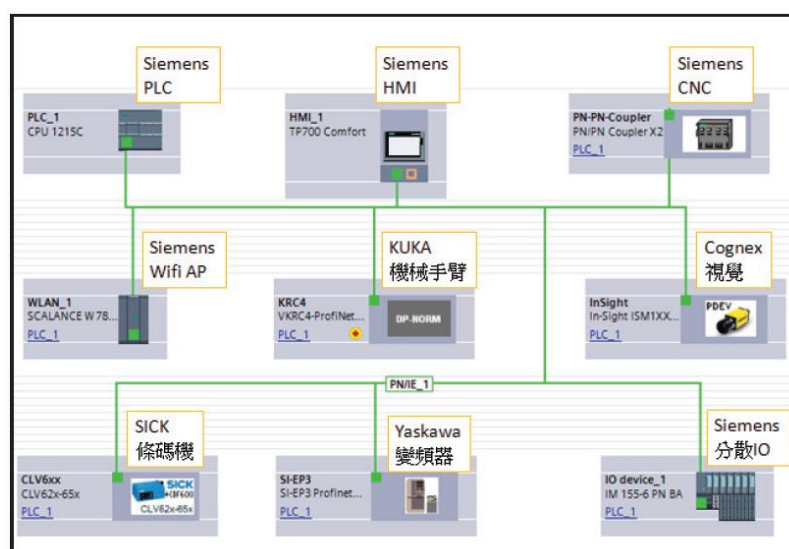 Siemens
PLC
Siemens
HMI
Siemens
CNC
PLC_1
CPU 1215C
HMI_1
TP700 Comfort
PN-PN-Coupler
PN/PN Coupler X2
PLC_1
Siemens
Wifi AP
KUKA
機械手臂
Cognex
視覺
WLAN_1
SCALANCE W 78...
PLC_1
KRC4
VKRC4-ProfiNet...
PLC_1
DP-NORM
InSight
In-Sight ISM1XX...
PLC_1
PDEV
PN/IE_1
SICK
條碼機
Yaskawa
變頻器
Siemens
分散IO
CLV6xx
CLV62x-65x
PLC_1
SICK
+CDF600
CLV62x-65x
SI-EP3
SI-EP3 Profinet...
PLC_1
IO device_1
IM 155-6 PN BA
PLC_1